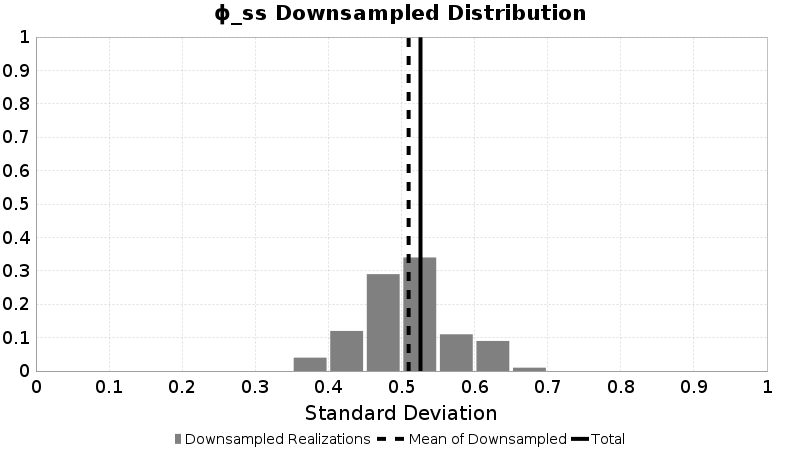 ϕ_ss Downsampled Distribution
1
0.9
0.8
0.7
0.6
0.5
0.4
0.3
0.2
0.1
0
0 0.1 0.2 0.3 0.4 0.5 0.6 0.7 0.8 0.9 1
Standard Deviation
Downsampled Realizations Mean of Downsampled Total